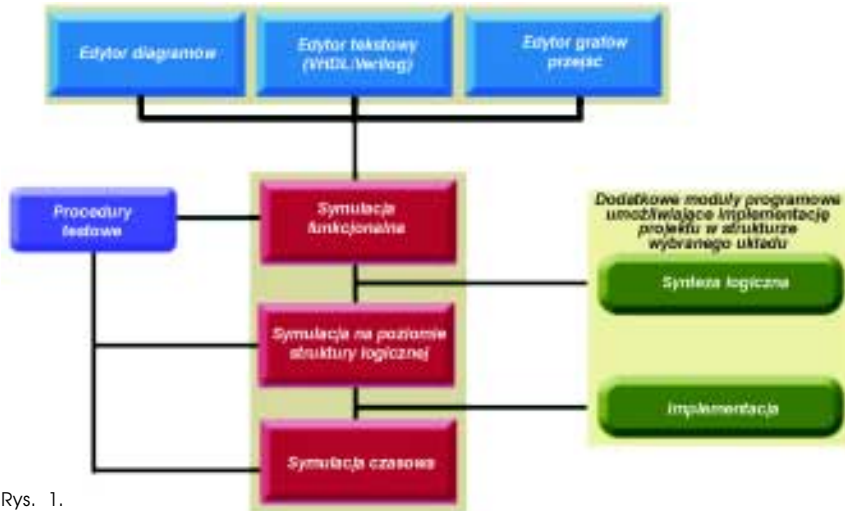 Edytor diagramów
Edytor tekstowy
(VHDL/Verilog)
Edytor grafów
przejść
Procedury
testowe
Symulacja
funkcjonalna
Dodatkowe moduły programowe
umożliwiające implementację
projektu w strukturze
wybranego układu
Synteza logiczna
Symulacja na poziomie
struktury logicznej
Implementacja
Symulacja czasowa
Rys. 1.